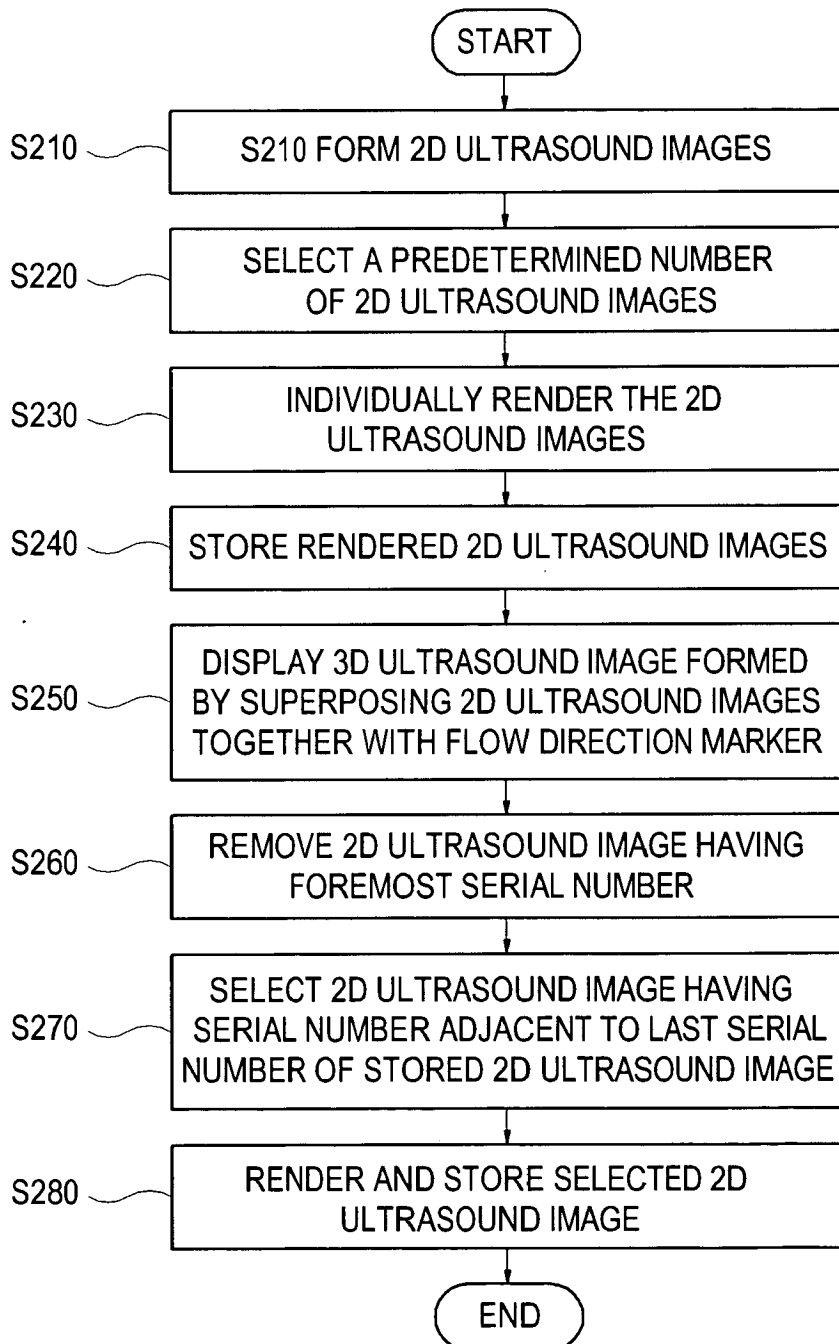 START
S210
S210 FORM 2D ULTRASOUND IMAGES
S220
SELECT A PREDETERMINED NUMBER
OF 2D ULTRASOUND IMAGES
S230
INDIVIDUALLY RENDER THE 2D
ULTRASOUND IMAGES
S240
STORE RENDERED 2D ULTRASOUND IMAGES
S250
DISPLAY 3D ULTRASOUND IMAGE FORMED
BY SUPERPOSING 2D ULTRASOUND IMAGES
TOGETHER WITH FLOW DIRECTION MARKER
S260
REMOVE 2D ULTRASOUND IMAGE HAVING
FOREMOST SERIAL NUMBER
S270
SELECT 2D ULTRASOUND IMAGE HAVING
SERIAL NUMBER ADJACENT TO LAST SERIAL
NUMBER OF STORED 2D ULTRASOUND IMAGE
S280
RENDER AND STORE SELECTED 2D
ULTRASOUND IMAGE
END